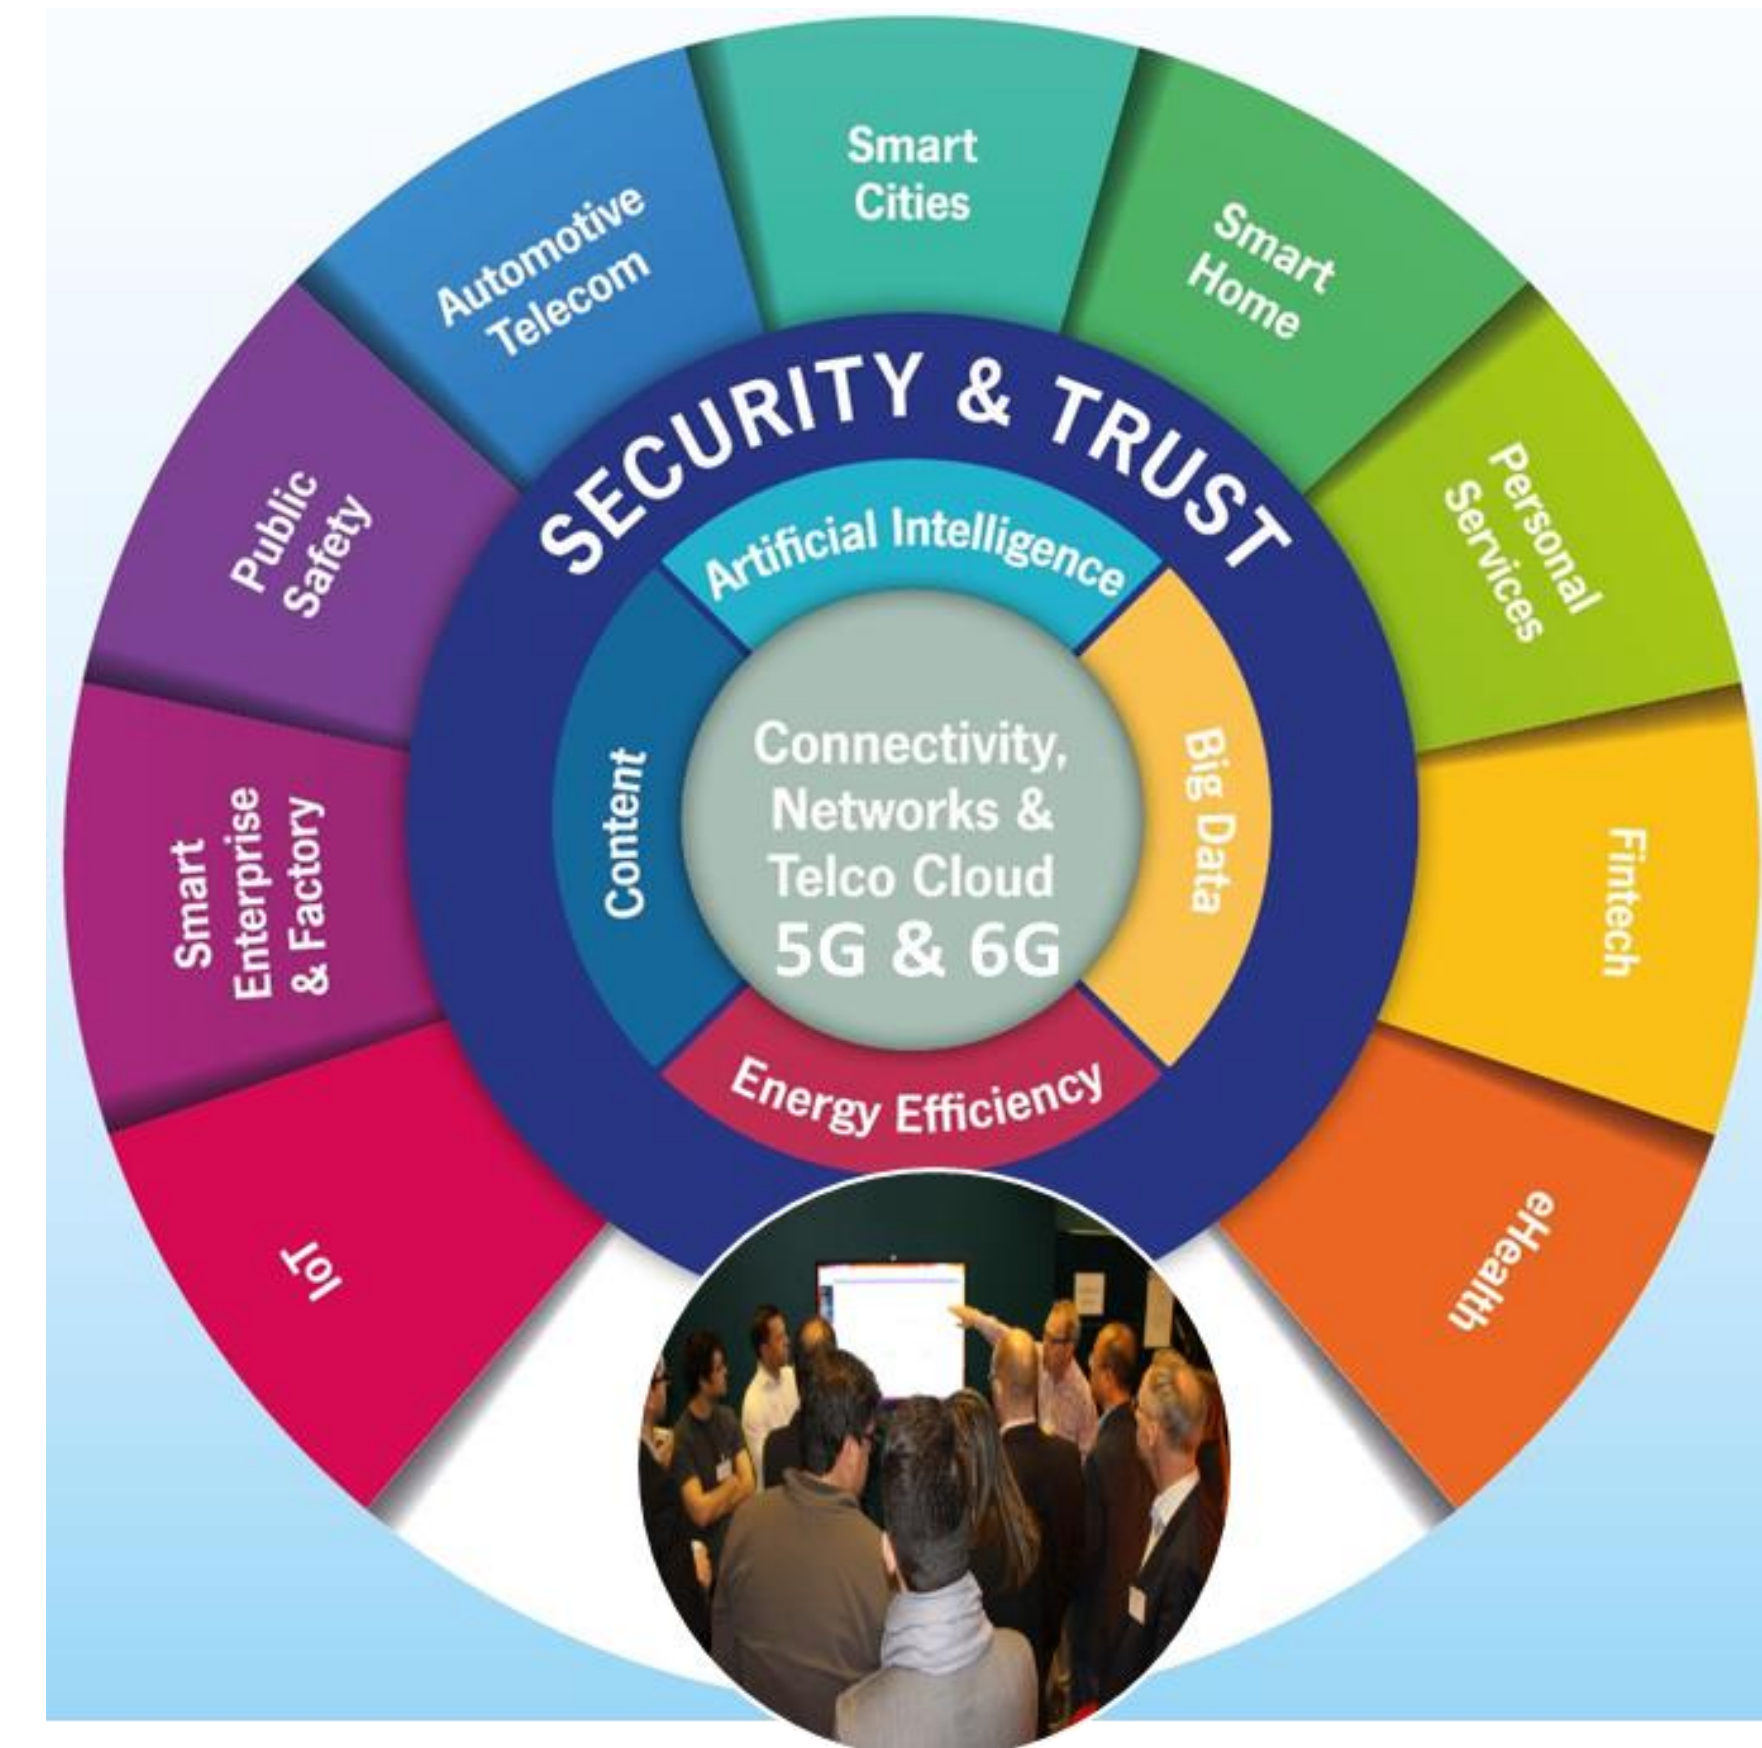 Smart
Cities
Smart
Home
Personal
Services
Fintech
eHealth
IoT
Smart
Enterprise
& Factory
Public
Safety
Automotive
Telecom
SECURITY & TRUST
Artificial Intelligence
Big Data
Energy Efficiency
Content
Connectivity,
Networks &
Telco Cloud
5G & 6G